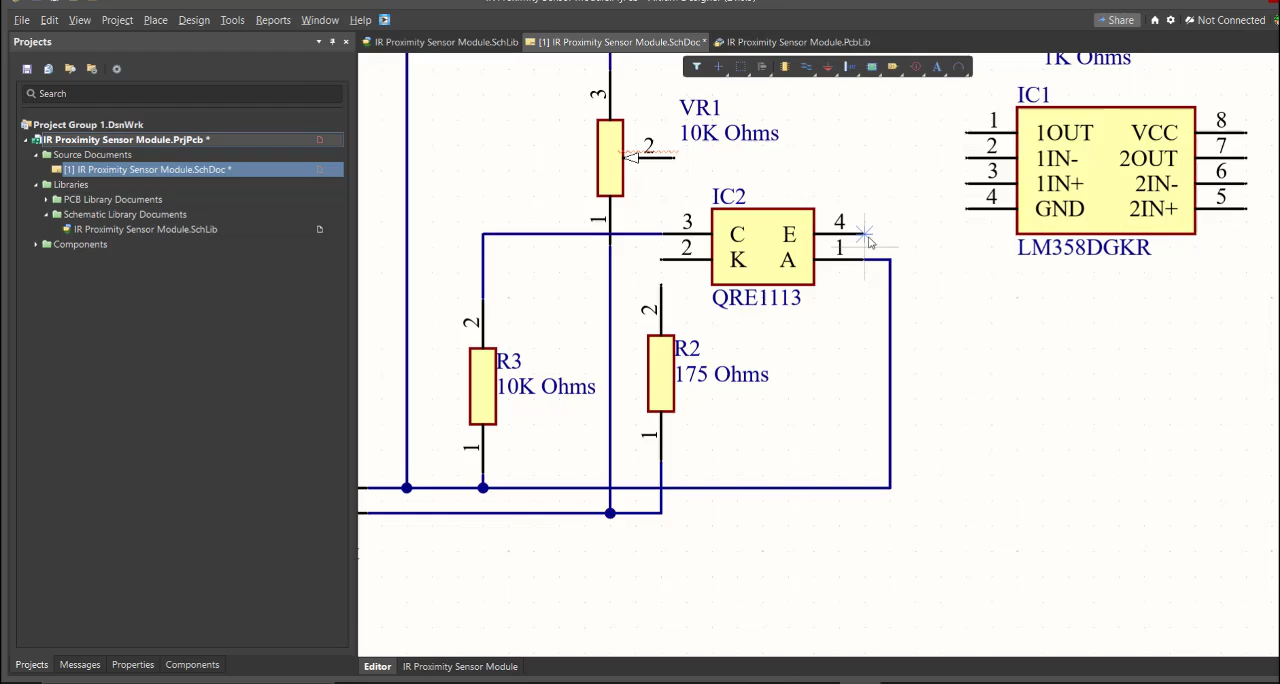 File Edit View Project Place Design Tools Reports Window Help
Share Not Connected
Projects
IR Proximity Sensor Module.SchLib [1] IR Proximity Sensor Module.SchDoc * IR Proximity Sensor Module.PcbLib
Search
Project Group 1.DsnWrk
IR Proximity Sensor Module.PrjPcb *
Source Documents
[1] IR Proximity Sensor Module.SchDoc *
Libraries
PCB Library Documents
Schematic Library Documents
IR Proximity Sensor Module.SchLib
Components
1K Ohms
3
VR1
10K Ohms
2
1
IC1
1 1OUT VCC 8
2 1IN- 2OUT 7
3 1IN+ 2IN- 6
4 GND 2IN+ 5
LM358DGKR
IC2
3 C E 4
2 K A 1
QRE1113
2
R3
10K Ohms
1
2
R2
175 Ohms
1
Projects Messages Properties Components
Editor IR Proximity Sensor Module